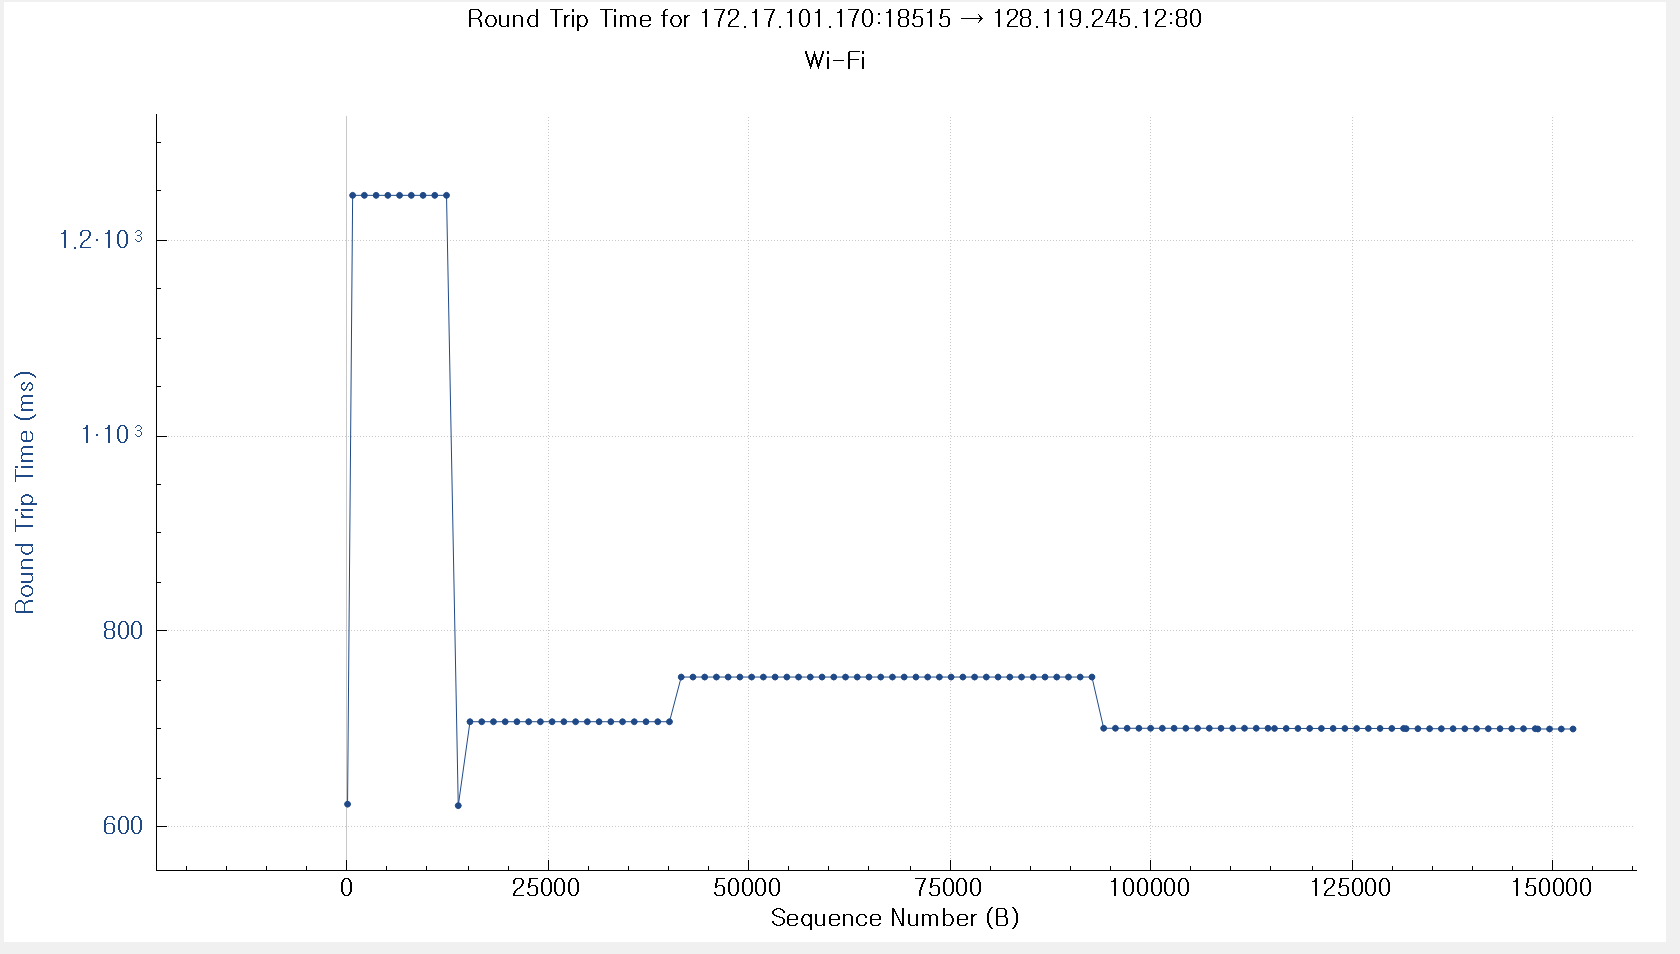 Round Trip Time for 172.17.101.170:18515 → 128.119.245.12:80
Wi-Fi
Round Trip Time (ms)
1.2·10³
1·10³
800
600
0 25000 50000 75000 100000 125000 150000
Sequence Number (B)